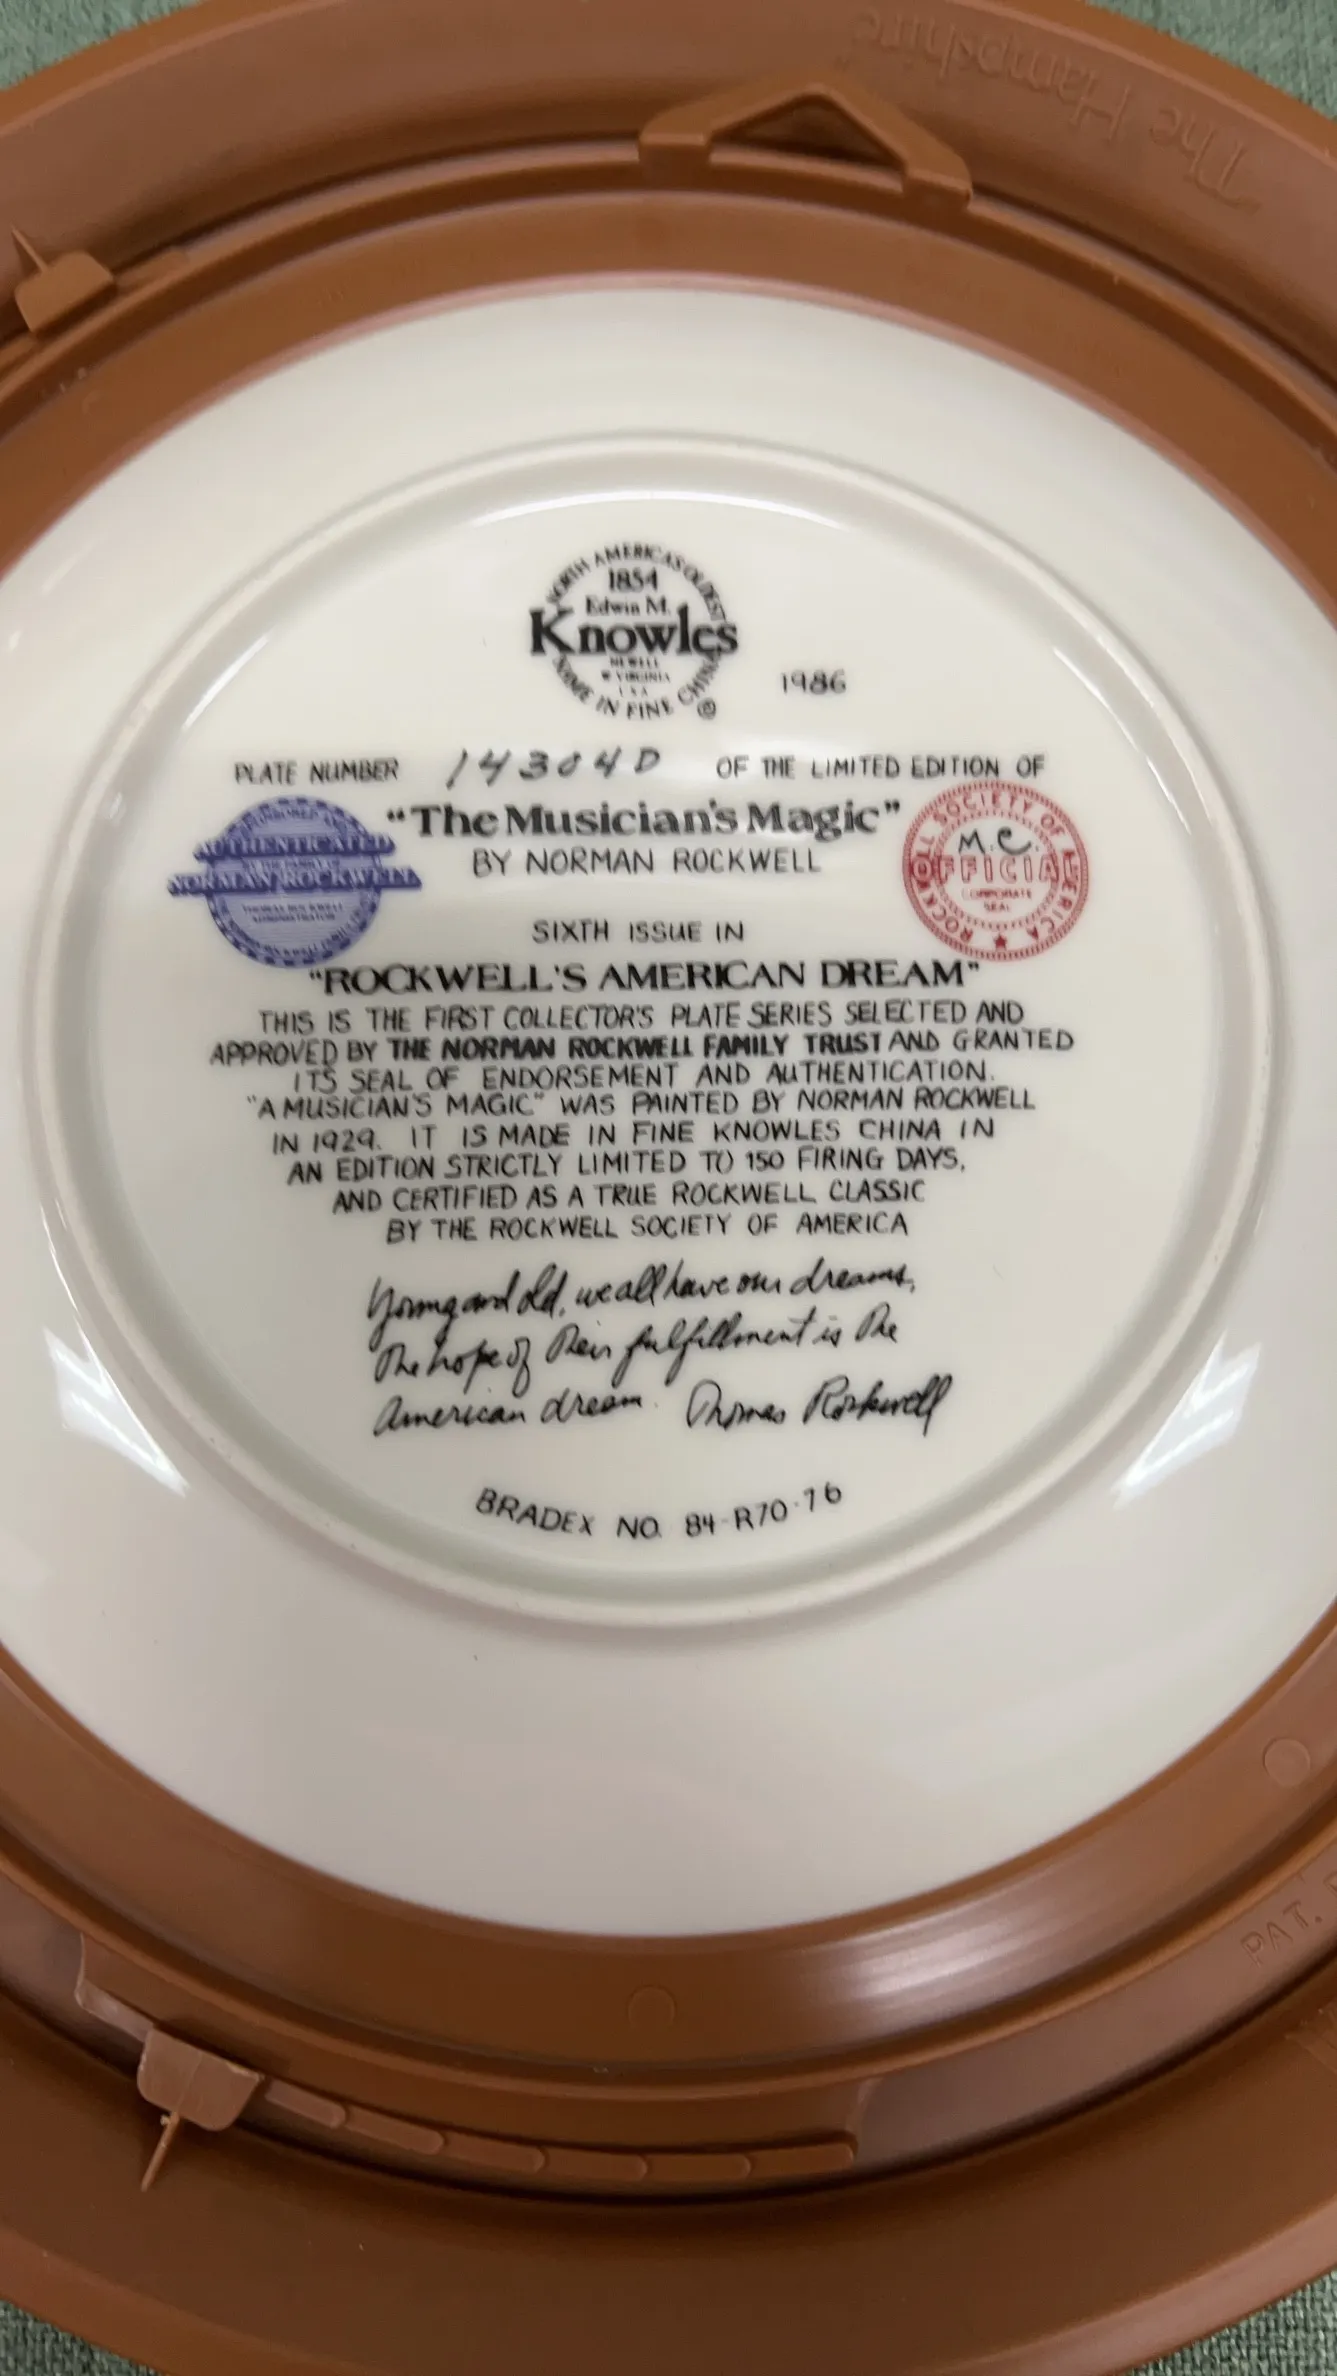 The Hampshire
NORTH AMERICA'S OLDEST
1854
Edwin M.
Knowles
NEWELL
W VIRGINIA
U S A
NAME IN FINE CHINA ©
1986
PLATE NUMBER 14304D OF THE LIMITED EDITION OF
"The Musician's Magic"
BY NORMAN ROCKWELL
AUTHENTICATED
NORMAN ROCKWELL
ROCKWELL SOCIETY OF AMERICA
M.C.
OFFICIAL
CORPORATE
SEAL
SIXTH ISSUE IN
"ROCKWELL'S AMERICAN DREAM"
THIS IS THE FIRST COLLECTOR'S PLATE SERIES SELECTED AND
APPROVED BY THE NORMAN ROCKWELL FAMILY TRUST AND GRANTED
ITS SEAL OF ENDORSEMENT AND AUTHENTICATION.
"A MUSICIAN'S MAGIC" WAS PAINTED BY NORMAN ROCKWELL
IN 1929. IT IS MADE IN FINE KNOWLES CHINA IN
AN EDITION STRICTLY LIMITED TO 150 FIRING DAYS,
AND CERTIFIED AS A TRUE ROCKWELL CLASSIC
BY THE ROCKWELL SOCIETY OF AMERICA
Young and old, we all have our dreams,
The hope of their fulfillment is the
American dream. Thomas Rockwell
BRADEX NO. 84-R70-76
PAT.